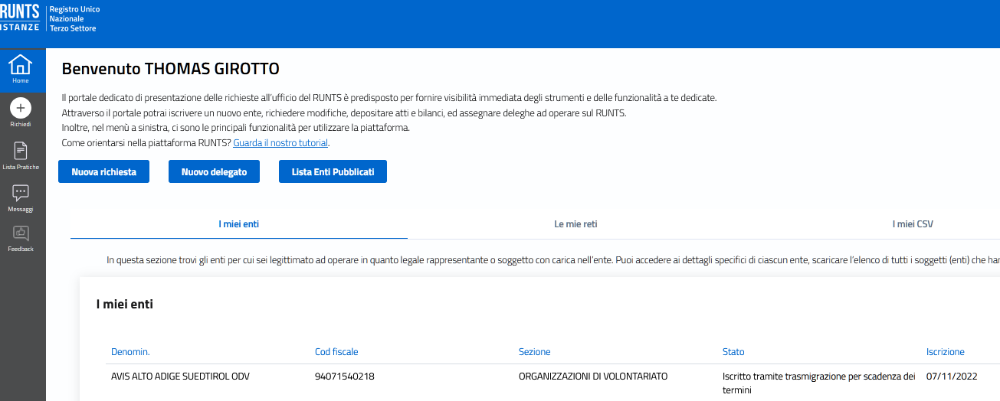 RUNTS
ISTANZE
Registro Unico
Nazionale
Terzo Settore
Home
Richiedi
Lista Pratiche
Messaggi
Feedback
Benvenuto THOMAS GIROTTO
Il portale dedicato di presentazione delle richieste all'ufficio del RUNTS è predisposto per fornire visibilità immediata degli strumenti e delle funzionalità a te dedicate.
Attraverso il portale potrai iscrivere un nuovo ente, richiedere modifiche, depositare atti e bilanci, ed assegnare deleghe ad operare sul RUNTS.
Inoltre, nel menù a sinistra, ci sono le principali funzionalità per utilizzare la piattaforma.
Come orientarsi nella piattaforma RUNTS? Guarda il nostro tutorial.
Nuova richiesta Nuovo delegato Lista Enti Pubblicati
I miei enti Le mie reti I miei CSV
In questa sezione trovi gli enti per cui sei legittimato ad operare in quanto legale rappresentante o soggetto con carica nell'ente. Puoi accedere ai dettagli specifici di ciascun ente, scaricare l'elenco di tutti i soggetti (enti) che
I miei enti
Denomin. Cod fiscale Sezione Stato Iscrizione
AVIS ALTO ADIGE SUEDTIROL ODV 94071540218 ORGANIZZAZIONI DI VOLONTARIATO Iscritto tramite trasmigrazione per scadenza dei 07/11/2022
termini